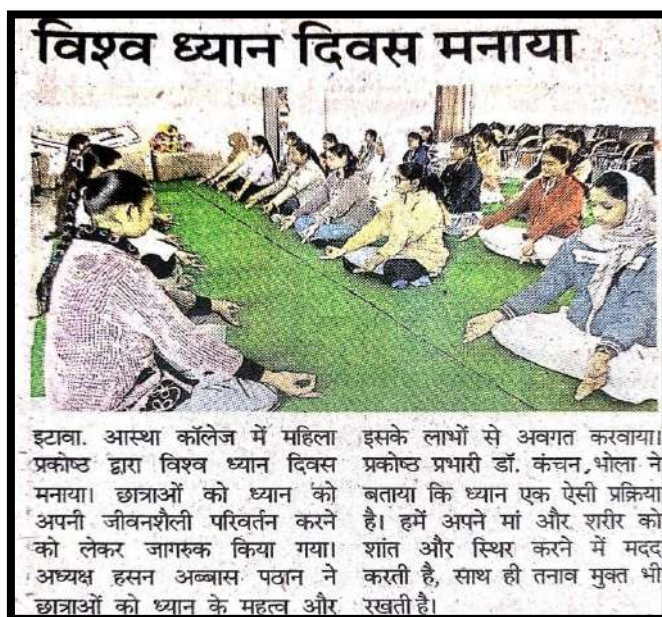 विश्व ध्यान दिवस मनाया
इटावा. आस्था कॉलेज में महिला
प्रकोष्ठ द्वारा विश्व ध्यान दिवस
मनाया। छात्राओं को ध्यान को
अपनी जीवनशैली परिवर्तन करने
को लेकर जागरुक किया गया।
अध्यक्ष हसन अब्बास पठान ने
छात्राओं को ध्यान के महत्व और
इसके लाभों से अवगत करवाया।
प्रकोष्ठ प्रभारी डॉ. कंचन भोला ने
बताया कि ध्यान एक ऐसी प्रक्रिया
है। हमें अपने मां और शरीर को
शांत और स्थिर करने में मदद
करती है, साथ ही तनाव मुक्त भी
रखती है।